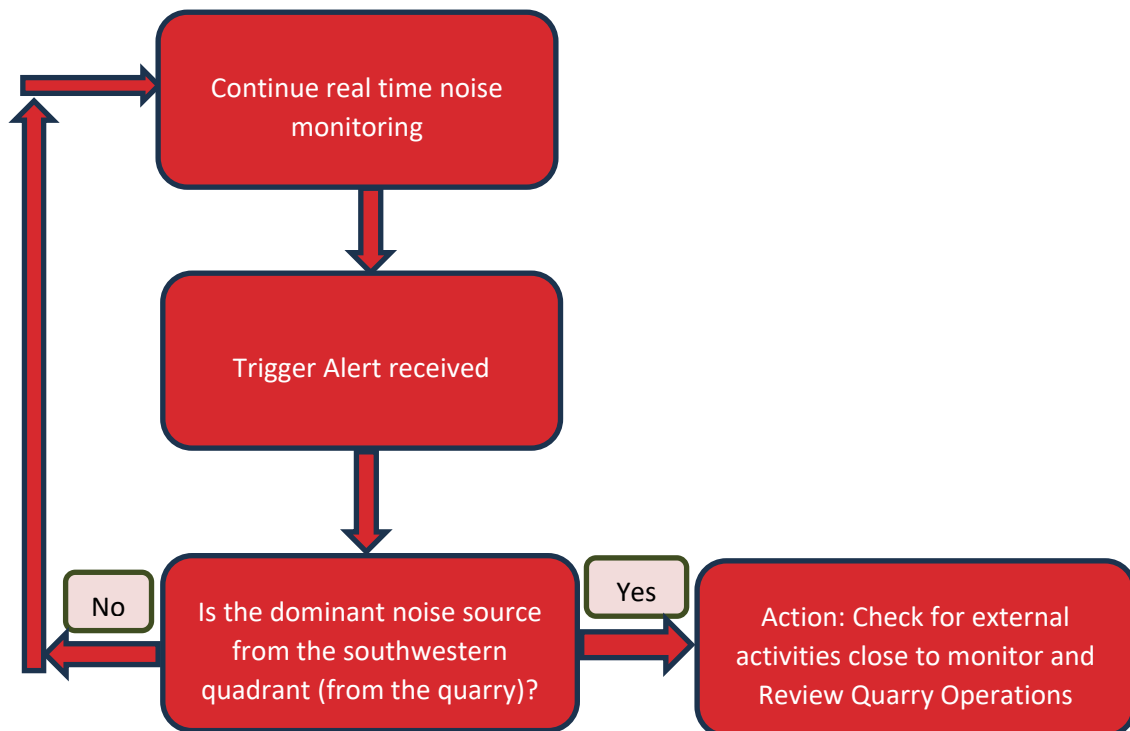 Continue real time noise
monitoring
Trigger Alert received
No
Is the dominant noise source
from the southwestern
quadrant (from the quarry)?
Yes
Action: Check for external
activities close to monitor and
Review Quarry Operations